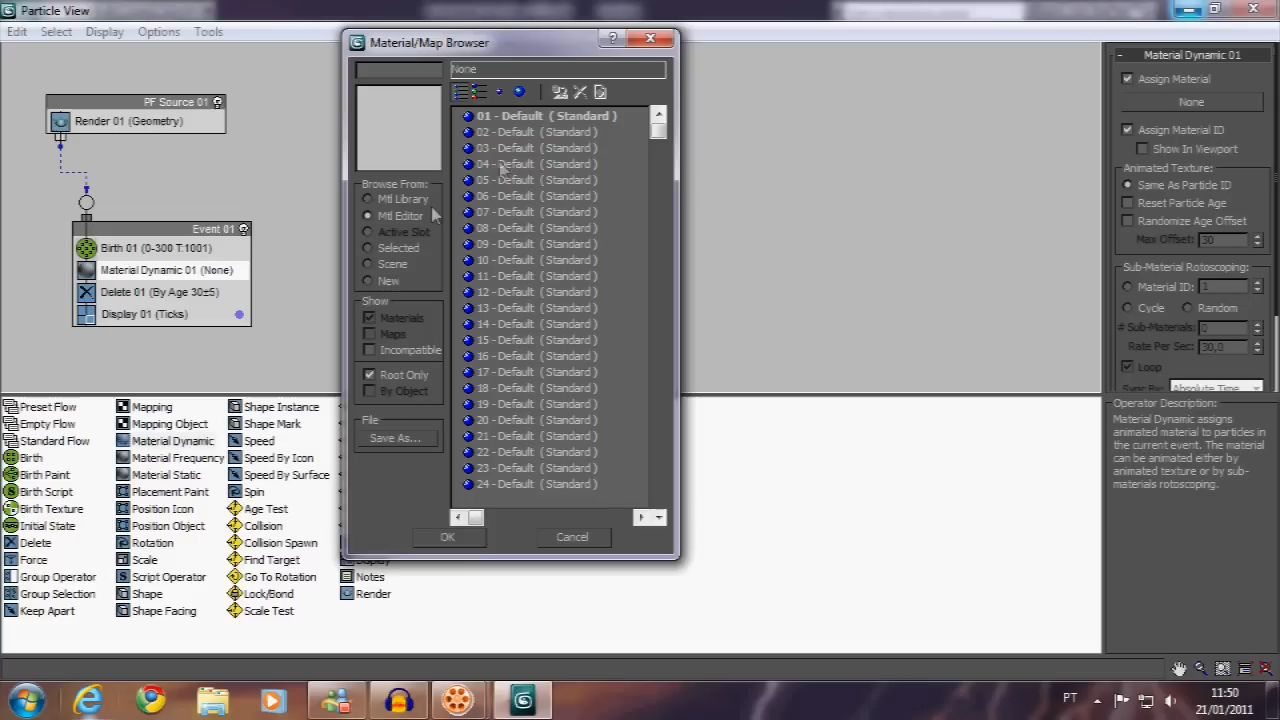 Particle View
Edit Select Display Options Tools
PF Source 01
Render 01 (Geometry)
Event 01
Birth 01 (0-300 T:1001)
Material Dynamic 01 (None)
Delete 01 (By Age 30±5)
Display 01 (Ticks)
Material/Map Browser
None
Browse From:
Mtl Library
Mtl Editor
Active Slot
Selected
Scene
New
Show
Materials
Maps
Incompatible
Root Only
By Object
File
Save As...
01 - Default ( Standard )
02 - Default ( Standard )
03 - Default ( Standard )
04 - Default ( Standard )
05 - Default ( Standard )
06 - Default ( Standard )
07 - Default ( Standard )
08 - Default ( Standard )
09 - Default ( Standard )
10 - Default ( Standard )
11 - Default ( Standard )
12 - Default ( Standard )
13 - Default ( Standard )
14 - Default ( Standard )
15 - Default ( Standard )
16 - Default ( Standard )
17 - Default ( Standard )
18 - Default ( Standard )
19 - Default ( Standard )
20 - Default ( Standard )
21 - Default ( Standard )
22 - Default ( Standard )
23 - Default ( Standard )
24 - Default ( Standard )
OK Cancel
Material Dynamic 01
Assign Material
None
Assign Material ID
Show In Viewport
Animated Texture:
Same As Particle ID
Reset Particle Age
Randomize Age Offset
Max Offset: 30
Sub-Material Rotoscoping:
Material ID: 1
Cycle Random
# Sub-Materials: 0
Rate Per Sec: 30,0
Loop
Absolute Time
Preset Flow Mapping Shape Instance
Empty Flow Mapping Object Shape Mark
Standard Flow Material Dynamic Speed
Birth Material Frequency Speed By Icon
Birth Paint Material Static Speed By Surface
Birth Script Placement Paint Spin
Birth Texture Position Icon Age Test
Initial State Position Object Collision
Delete Rotation Collision Spawn
Force Scale Find Target Display
Group Operator Script Operator Go To Rotation Notes
Group Selection Shape Lock/Bond Render
Keep Apart Shape Facing Scale Test
Operator Description:
Material Dynamic assigns
animated material to particles in
the current event. The material
can be animated either by
animated texture or by sub-
materials rotoscoping.
PT
11:50
21/01/2011